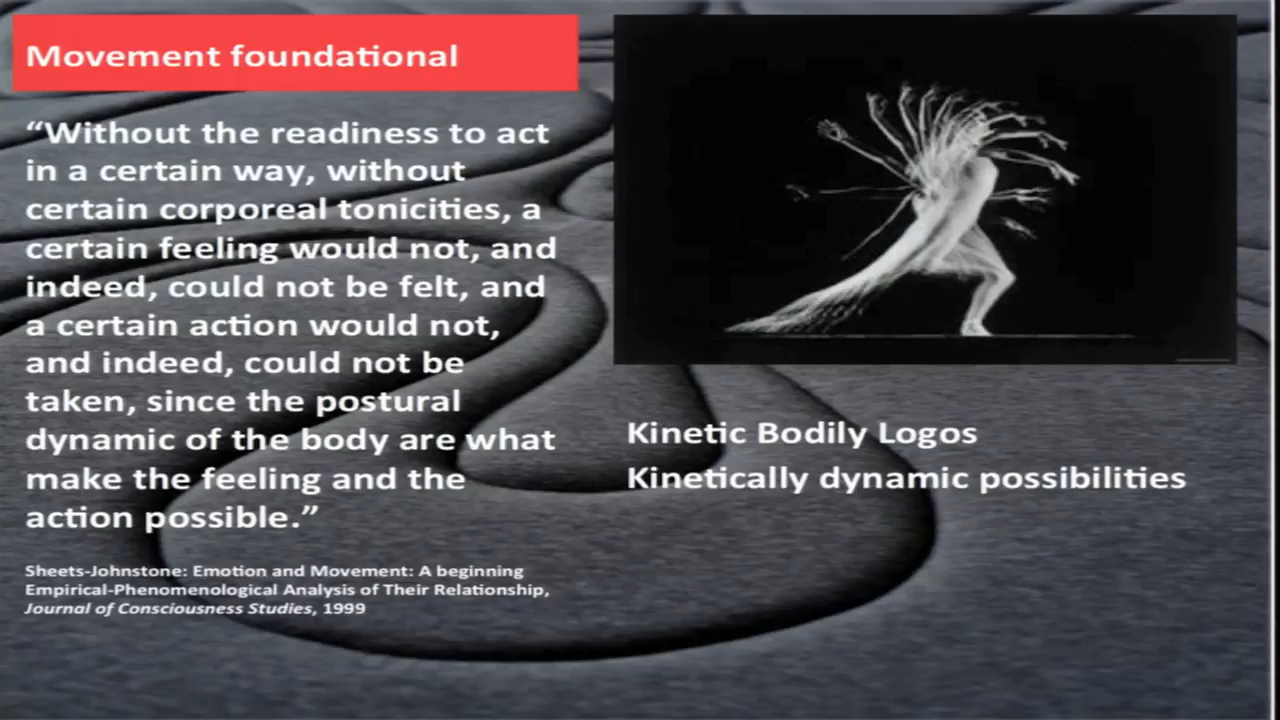 Movement foundational
“Without the readiness to act
in a certain way, without
certain corporeal tonicities, a
certain feeling would not, and
indeed, could not be felt, and
a certain action would not,
and indeed, could not be
taken, since the postural
dynamic of the body are what
make the feeling and the
action possible.”
Sheets-Johnstone: Emotion and Movement: A beginning
Empirical-Phenomenological Analysis of Their Relationship,
Journal of Consciousness Studies, 1999
Kinetic Bodily Logos
Kinetically dynamic possibilities